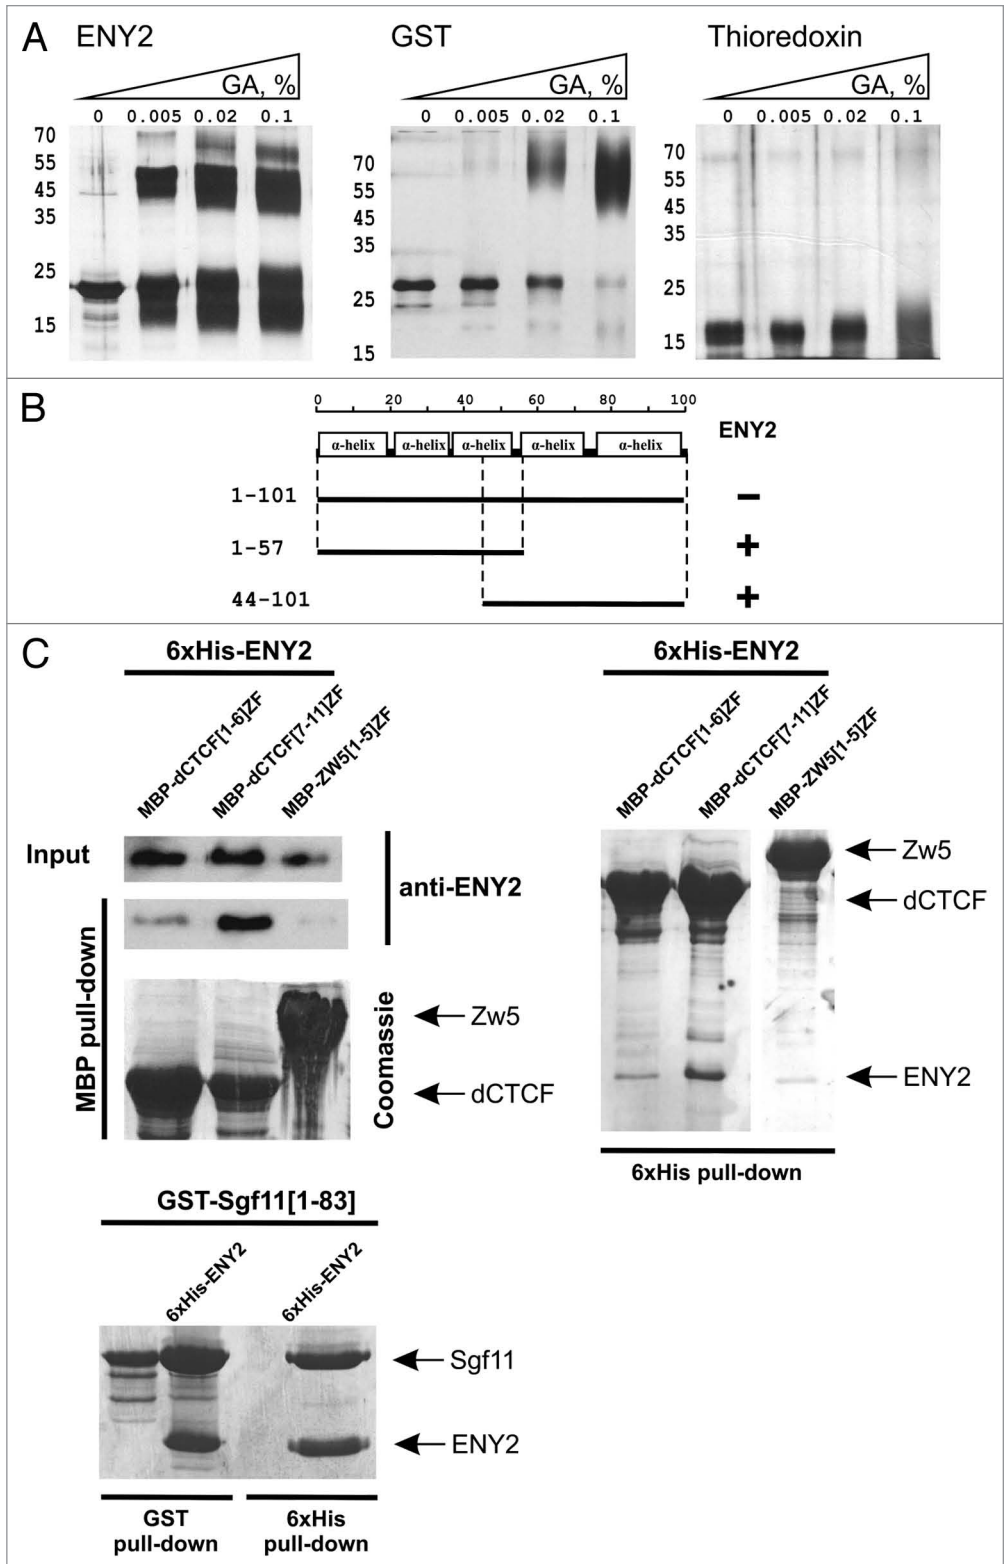 A
ENY2
GST
Thioredoxin
GA, %
GA, %
GA, %
0 0.005 0.02 0.1
0 0.005 0.02 0.1
0 0.005 0.02 0.1
70
55
45
35
25
15
70
55
45
35
25
15
70
55
45
35
25
15
B
0 20 40 60 80 100
ENY2
α-helix α-helix α-helix α-helix α-helix
1-101 −
1-57 +
44-101 +
C
6xHis-ENY2
MBP-dCTCF[1-6]ZF
MBP-dCTCF[7-11]ZF
MBP-ZW5[1-5]ZF
Input
anti-ENY2
MBP pull-down
Coomassie
Zw5
dCTCF
6xHis-ENY2
MBP-dCTCF[1-6]ZF
MBP-dCTCF[7-11]ZF
MBP-ZW5[1-5]ZF
Zw5
dCTCF
ENY2
6xHis pull-down
GST-Sgf11[1-83]
6xHis-ENY2
6xHis-ENY2
Sgf11
ENY2
GST
pull-down
6xHis
pull-down